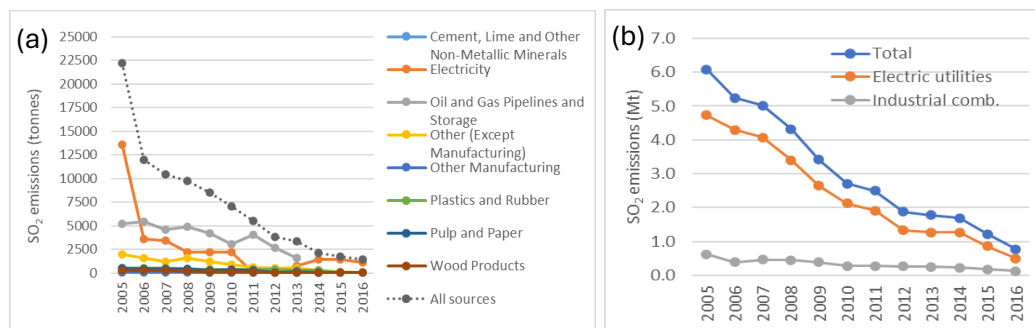 (a)
SO2 emissions (tonnes)
25000
22500
20000
17500
15000
12500
10000
7500
5000
2500
0
2005
2006
2007
2008
2009
2010
2011
2012
2013
2014
2015
2016
Cement, Lime and Other
Non-Metallic Minerals
Electricity
Oil and Gas Pipelines and
Storage
Other (Except
Manufacturing)
Other Manufacturing
Plastics and Rubber
Pulp and Paper
Wood Products
All sources
(b)
SO2 emissions (Mt)
7.0
6.0
5.0
4.0
3.0
2.0
1.0
0.0
2005
2006
2007
2008
2009
2010
2011
2012
2013
2014
2015
2016
Total
Electric utilities
Industrial comb.